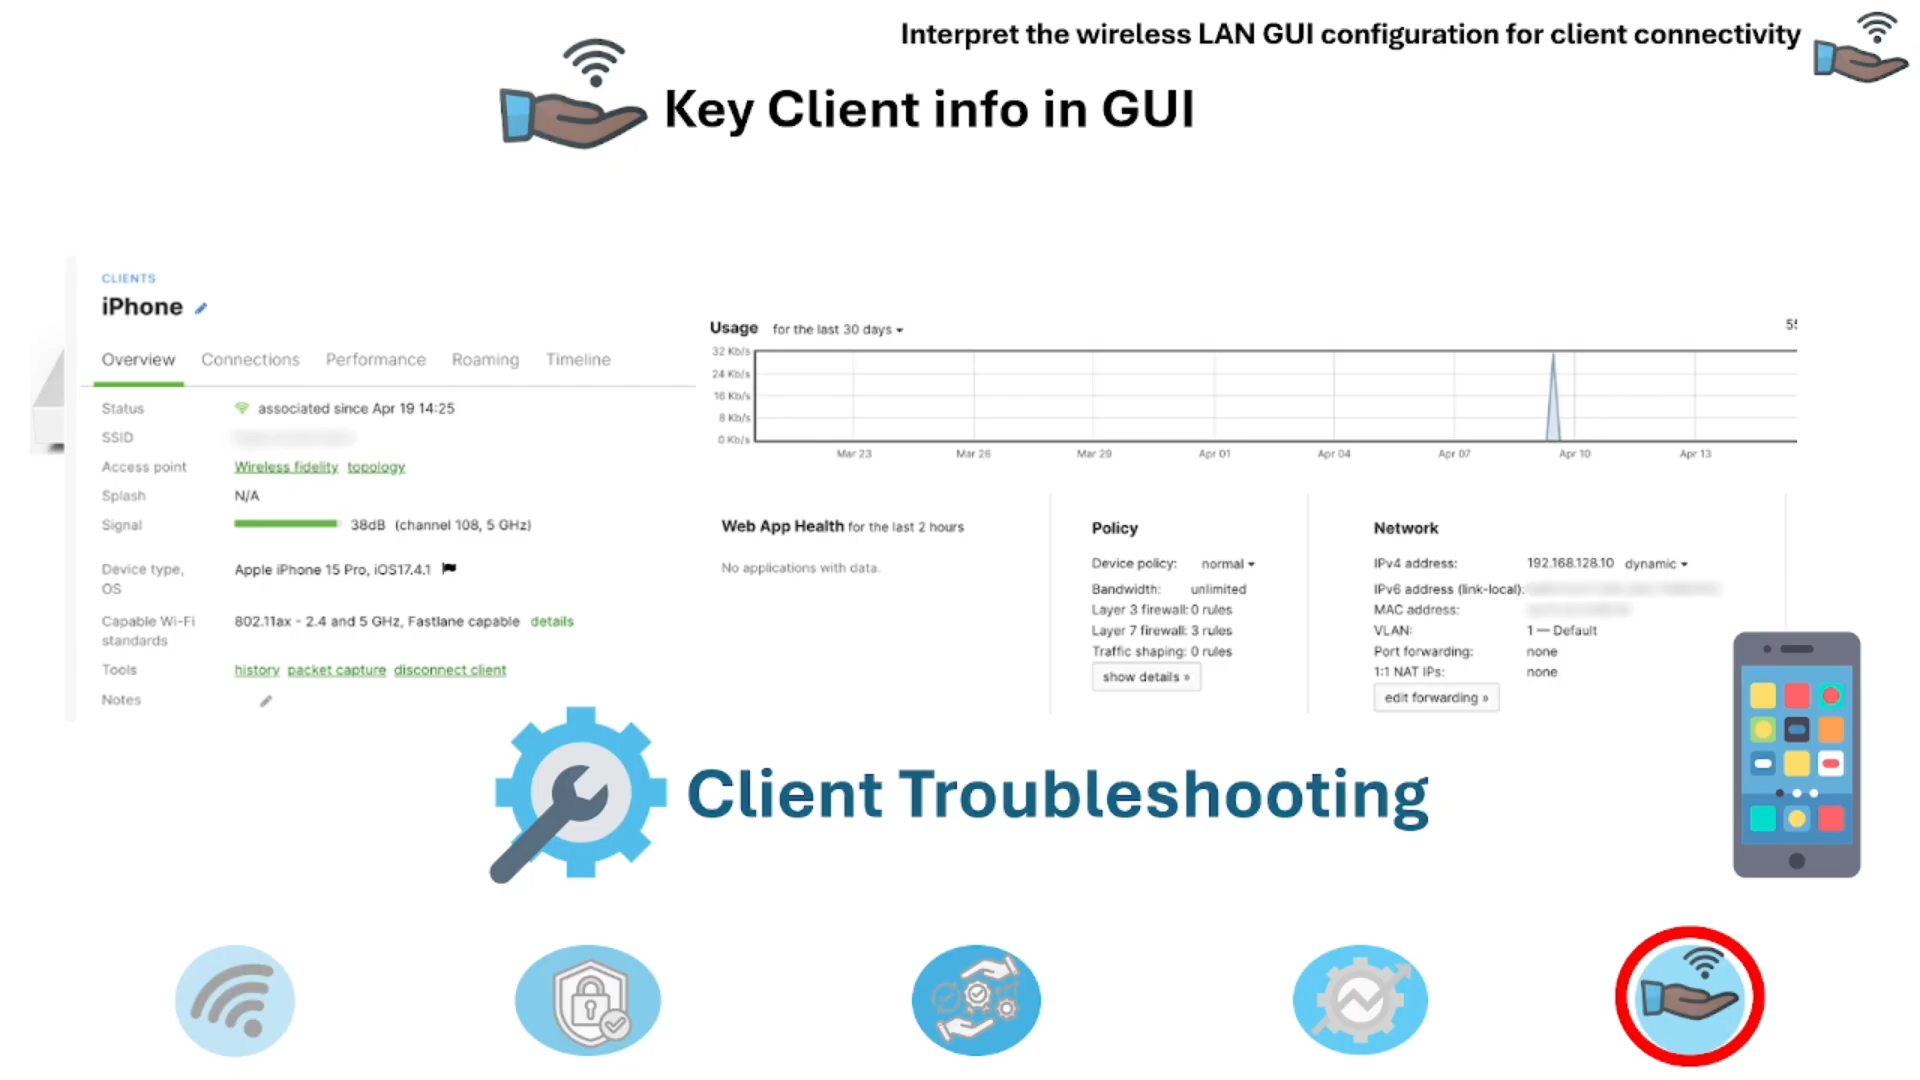 Interpret the wireless LAN GUI configuration for client connectivity
Key Client info in GUI
CLIENTS
iPhone
Overview Connections Performance Roaming Timeline
Status associated since Apr 19 14:25
SSID
Access point Wireless fidelity topology
Splash N/A
Signal 38dB (channel 108, 5 GHz)
Device type, OS Apple iPhone 15 Pro, iOS17.4.1
Capable Wi-Fi standards 802.11ax - 2.4 and 5 GHz, Fastlane capable details
Tools history packet capture disconnect client
Notes
Usage for the last 30 days
32 Kb/s
24 Kb/s
16 Kb/s
8 Kb/s
0 Kb/s
Mar 23 Mar 26 Mar 29 Apr 01 Apr 04 Apr 07 Apr 10 Apr 13
Web App Health for the last 2 hours
No applications with data.
Policy
Device policy: normal
Bandwidth: unlimited
Layer 3 firewall: 0 rules
Layer 7 firewall: 3 rules
Traffic shaping: 0 rules
show details »
Network
IPv4 address: 192.168.128.10 dynamic
IPv6 address (link-local):
MAC address:
VLAN: 1 — Default
Port forwarding: none
1:1 NAT IPs: none
edit forwarding »
Client Troubleshooting